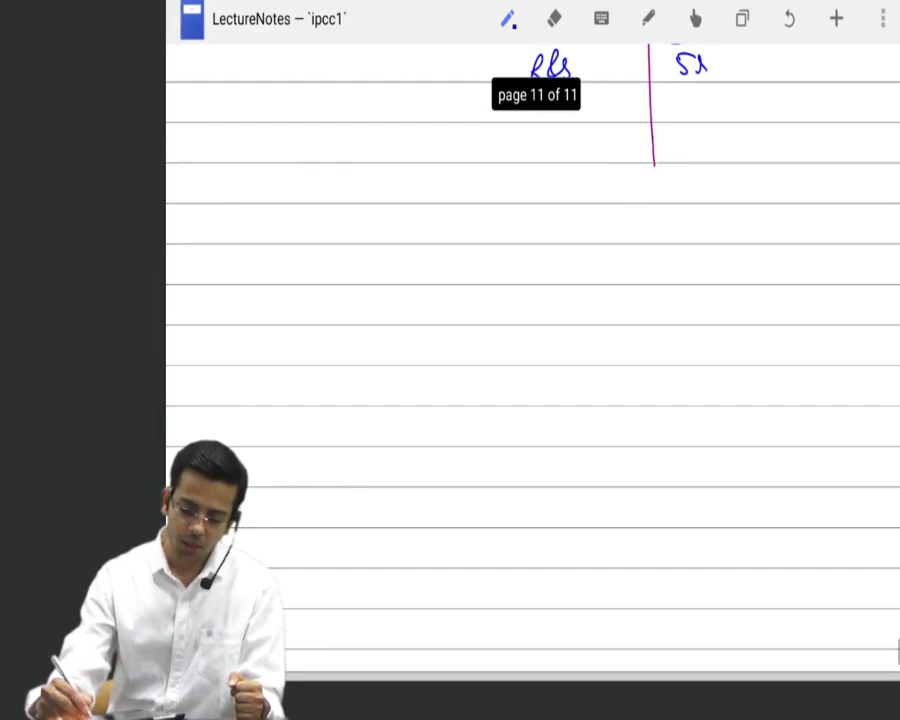 LectureNotes – `ipcc1´
page 11 of 11